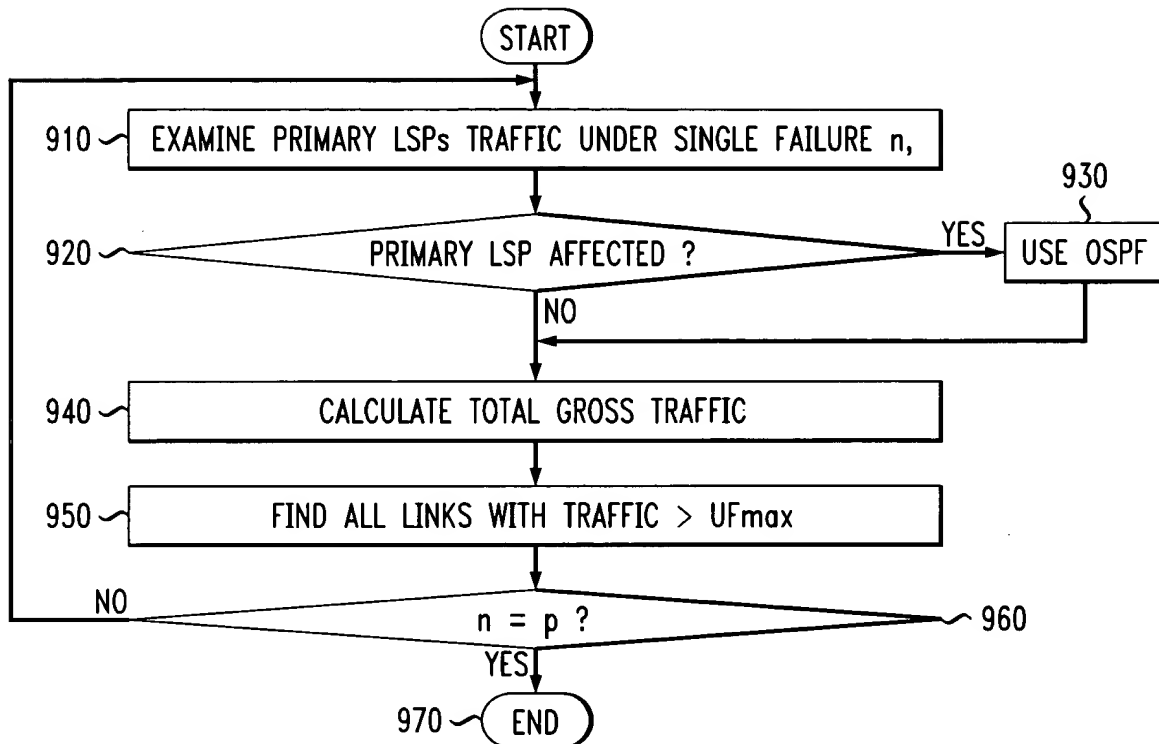 START
910
EXAMINE PRIMARY LSPs TRAFFIC UNDER SINGLE FAILURE n,
930
920
PRIMARY LSP AFFECTED ?
YES
USE OSPF
NO
940
CALCULATE TOTAL GROSS TRAFFIC
950
FIND ALL LINKS WITH TRAFFIC > UFmax
NO
n = p ?
960
YES
970
END